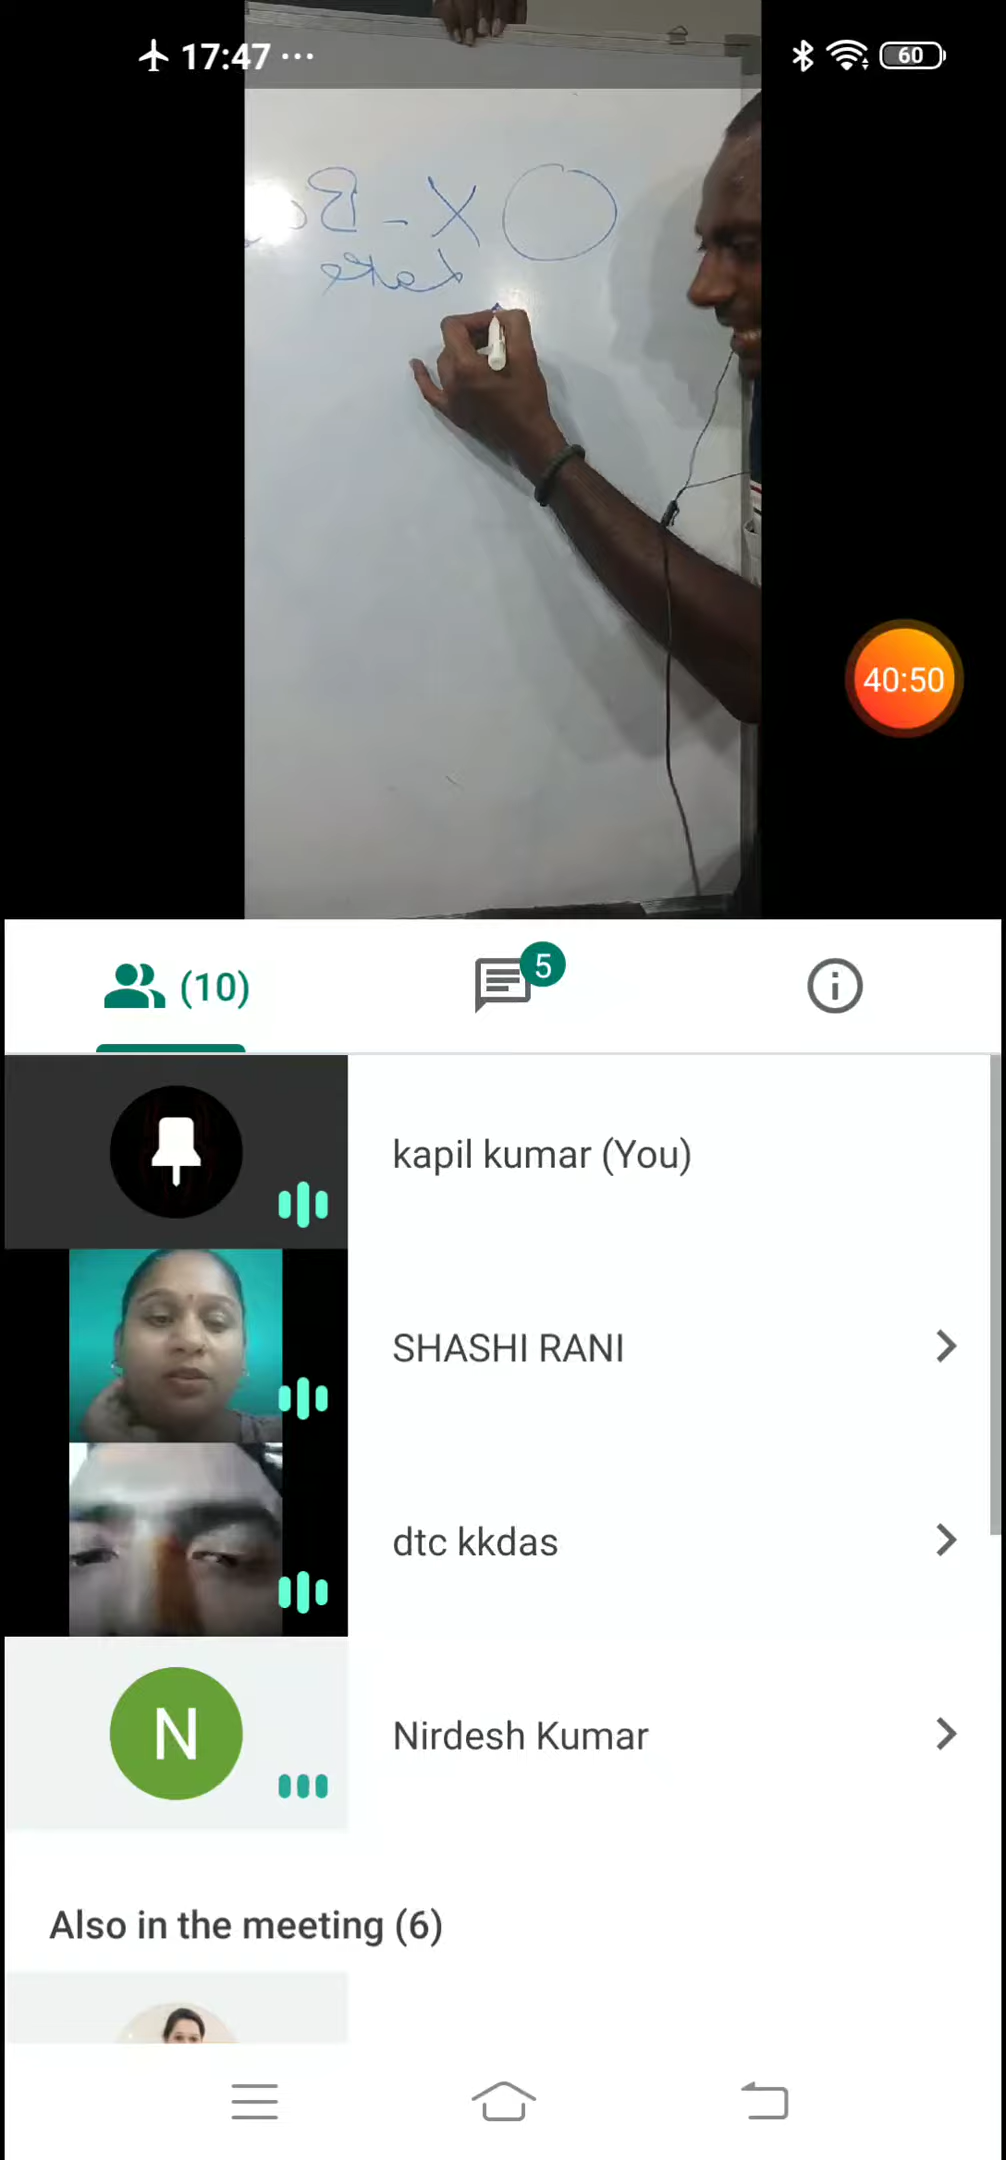 17:47 ...
60
X - B
40:50
(10)
5
kapil kumar (You)
SHASHI RANI
dtc kkdas
N
Nirdesh Kumar
Also in the meeting (6)